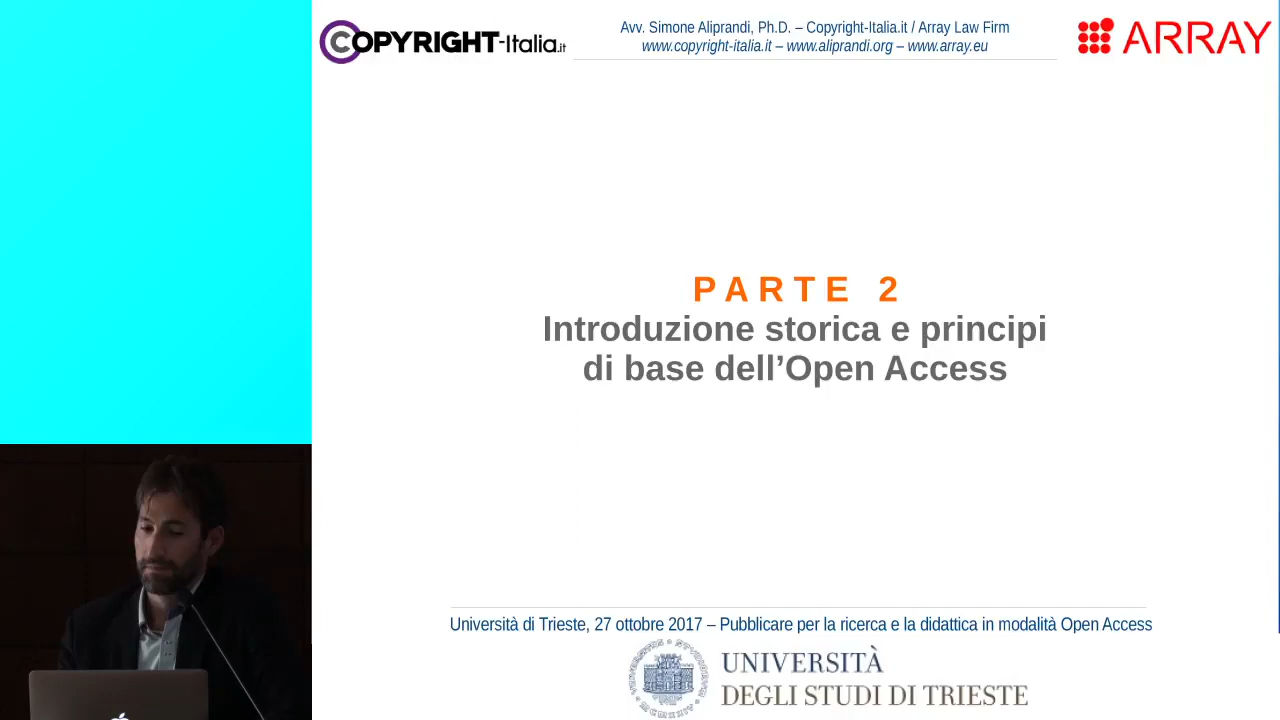 COPYRIGHT-Italia.it
Avv. Simone Aliprandi, Ph.D. – Copyright-Italia.it / Array Law Firm
www.copyright-italia.it – www.aliprandi.org – www.array.eu
ARRAY
PARTE 2
Introduzione storica e principi
di base dell’Open Access
Università di Trieste, 27 ottobre 2017 – Pubblicare per la ricerca e la didattica in modalità Open Access
UNIVERSITÀ
DEGLI STUDI DI TRIESTE